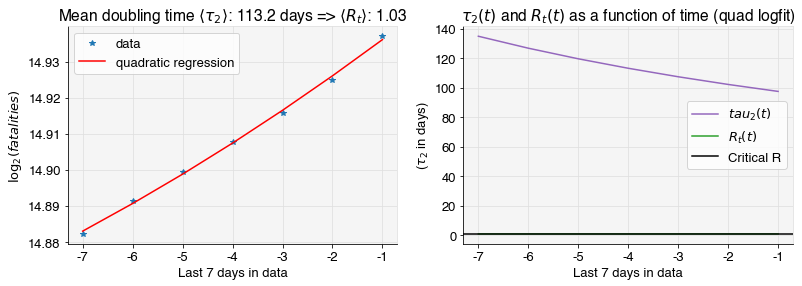 Mean doubling time ⟨τ₂⟩: 113.2 days => ⟨Rₜ⟩: 1.03
data
quadratic regression
log₂(fatalities)
14.93
14.92
14.91
14.90
14.89
14.88
-7 -6 -5 -4 -3 -2 -1
Last 7 days in data
τ₂(t) and Rₜ(t) as a function of time (quad logfit)
tau₂(t)
Rₜ(t)
Critical R
(τ₂ in days)
140
120
100
80
60
40
20
0
-7 -6 -5 -4 -3 -2 -1
Last 7 days in data